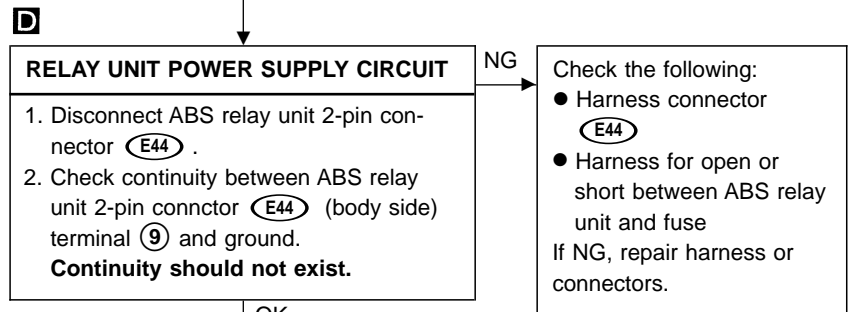 D
RELAY UNIT POWER SUPPLY CIRCUIT
1. Disconnect ABS relay unit 2-pin con-
nector E44 .
2. Check continuity between ABS relay
unit 2-pin connctor E44 (body side)
terminal 9 and ground.
Continuity should not exist.
NG
Check the following:
● Harness connector
E44
● Harness for open or
short between ABS relay
unit and fuse
If NG, repair harness or
connectors.
OK